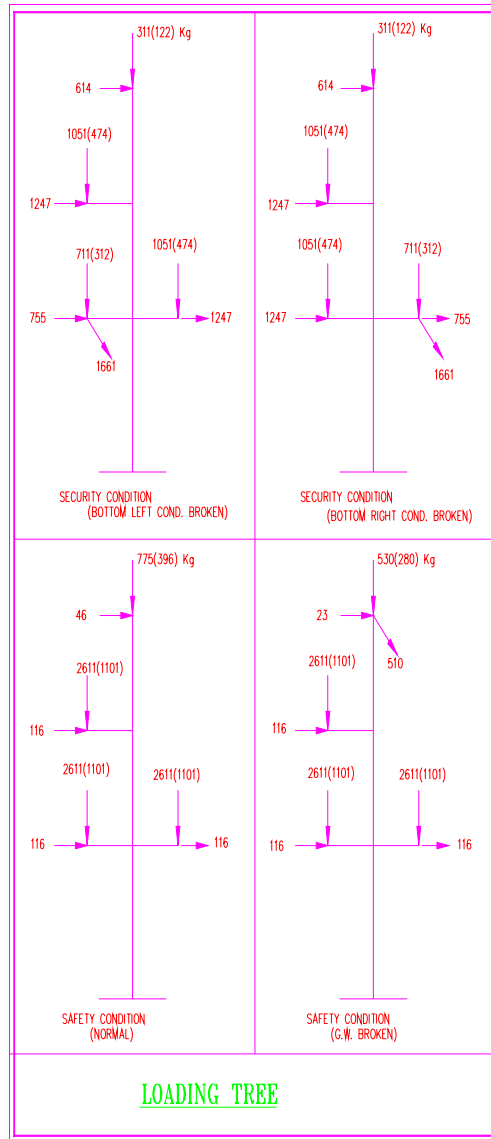 311(122) Kg
614
1051(474)
1247
711(312)
1051(474)
755
1247
1661
SECURITY CONDITION
(BOTTOM LEFT COND. BROKEN)
311(122) Kg
614
1051(474)
1247
1051(474)
711(312)
1247
755
1661
SECURITY CONDITION
(BOTTOM RIGHT COND. BROKEN)
775(396) Kg
46
2611(1101)
116
2611(1101)
2611(1101)
116
116
SAFETY CONDITION
(NORMAL)
530(280) Kg
23
510
2611(1101)
116
2611(1101)
2611(1101)
116
116
SAFETY CONDITION
(G.W. BROKEN)
LOADING TREE